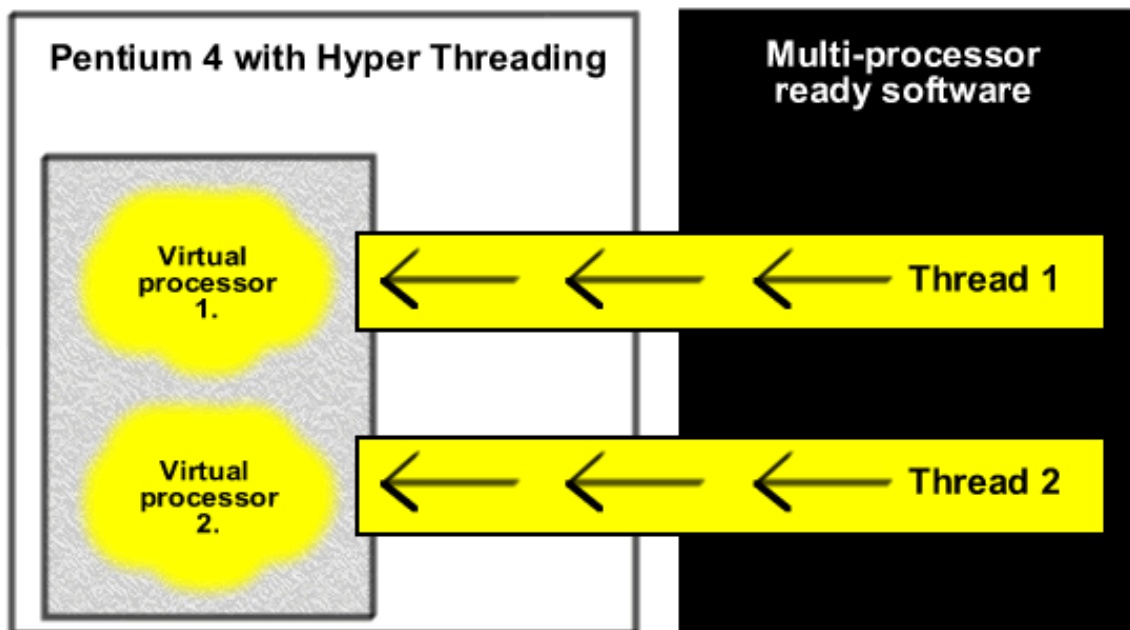 Pentium 4 with Hyper Threading
Multi-processor
ready software
Virtual
processor
1.
Thread 1
Virtual
processor
2.
Thread 2